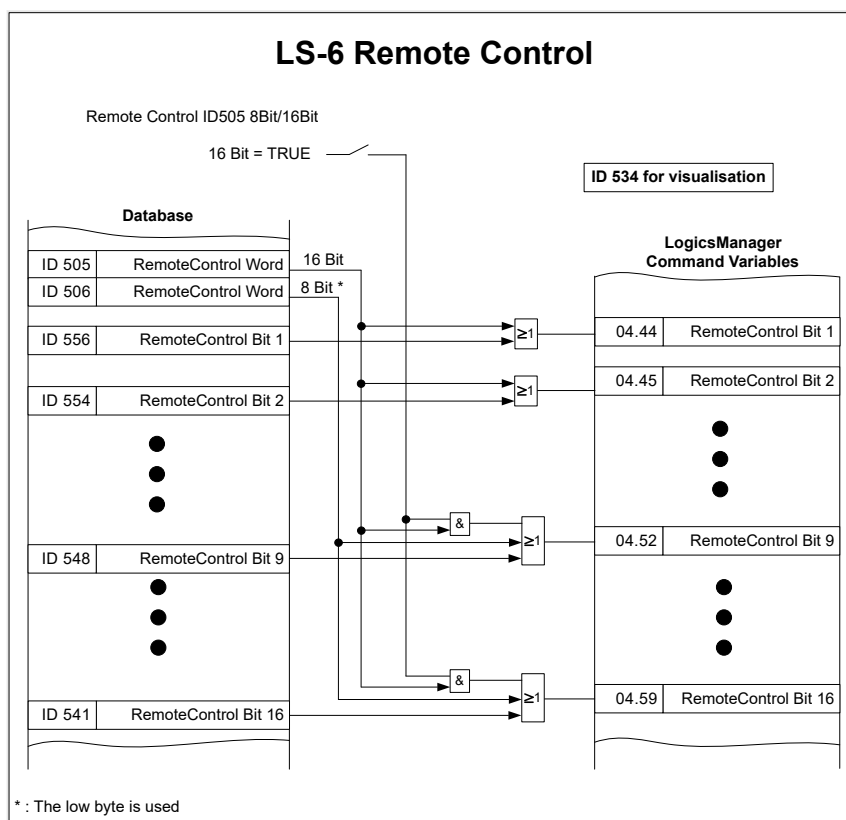 LS-6 Remote Control
Remote Control ID505 8Bit/16Bit
16 Bit = TRUE
ID 534 for visualisation
Database
LogicsManager
Command Variables
ID 505 RemoteControl Word 16 Bit
ID 506 RemoteControl Word 8 Bit *
ID 556 RemoteControl Bit 1 ≥1 04.44 RemoteControl Bit 1
ID 554 RemoteControl Bit 2 ≥1 04.45 RemoteControl Bit 2
&
ID 548 RemoteControl Bit 9 ≥1 04.52 RemoteControl Bit 9
&
ID 541 RemoteControl Bit 16 ≥1 04.59 RemoteControl Bit 16
* : The low byte is used